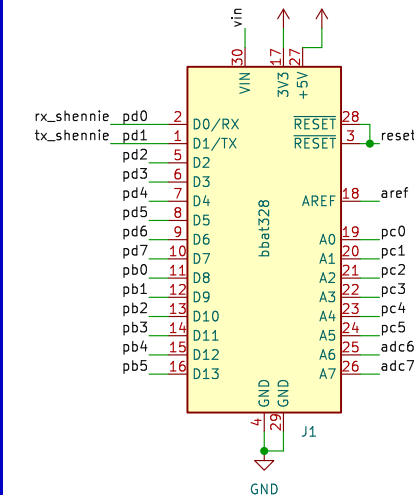 vin
30
17
27
VIN
3V3
+5V
rx_shennie pd0 2 D0/RX RESET 28
tx_shennie pd1 1 D1/TX RESET 3 reset
pd2 5 D2
pd3 6 D3
pd4 7 D4 AREF 18 aref
pd5 8 D5
pd6 9 D6 A0 19 pc0
pd7 10 D7 A1 20 pc1
pb0 11 D8 A2 21 pc2
pb1 12 D9 A3 22 pc3
pb2 13 D10 A4 23 pc4
pb3 14 D11 A5 24 pc5
pb4 15 D12 A6 25 adc6
pb5 16 D13 A7 26 adc7
bbat328
GND
GND
4
29
J1
GND